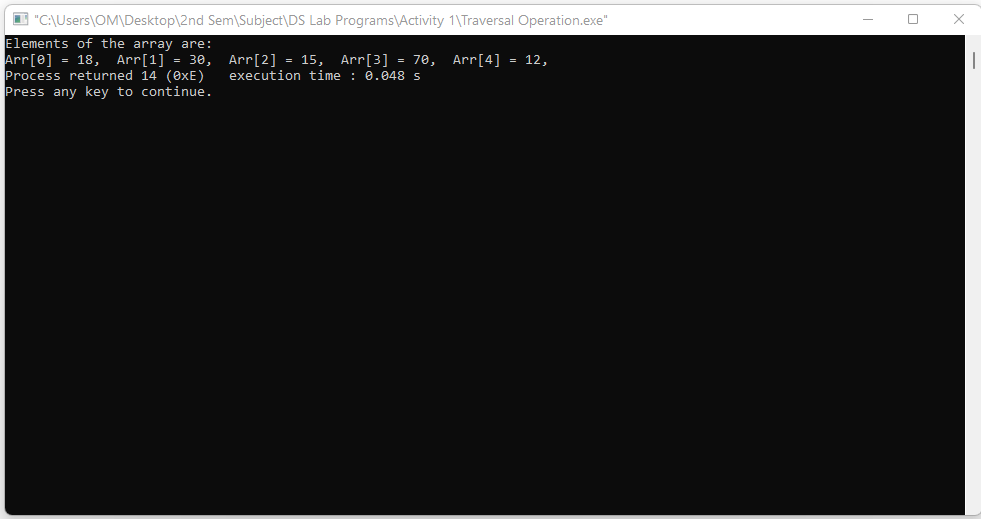 "C:\Users\OM\Desktop\2nd Sem\Subject\DS Lab Programs\Activity 1\Traversal Operation.exe"
Elements of the array are:
Arr[0] = 18,  Arr[1] = 30,  Arr[2] = 15,  Arr[3] = 70,  Arr[4] = 12,
Process returned 14 (0xE)   execution time : 0.048 s
Press any key to continue.